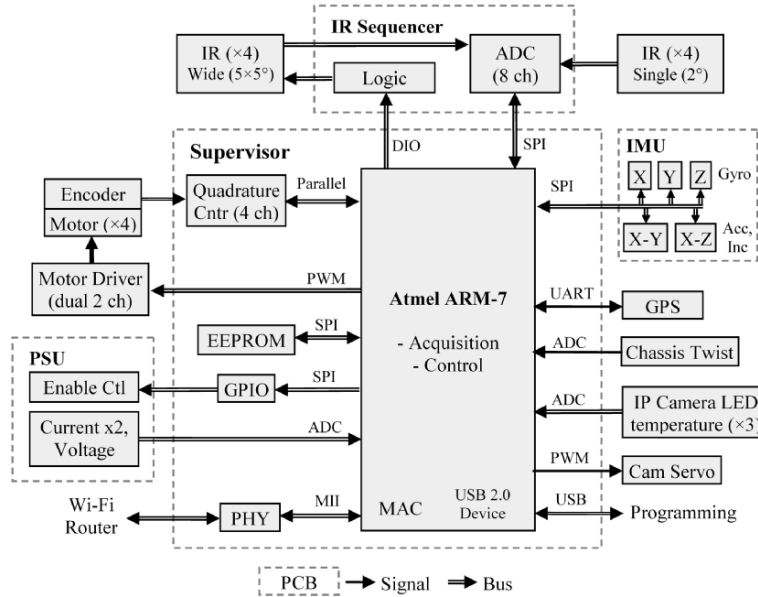 IR Sequencer
IR (×4)
Wide (5×5°)
Logic
ADC
(8 ch)
IR (×4)
Single (2°)
DIO
SPI
Supervisor
IMU
X
Y
Z
Gyro
X-Y
X-Z
Acc,
Inc
SPI
Encoder
Motor (×4)
Quadrature
Cntr (4 ch)
Parallel
Motor Driver
(dual 2 ch)
PWM
Atmel ARM-7
- Acquisition
- Control
UART
GPS
EEPROM
SPI
ADC
Chassis Twist
PSU
Enable Ctl
GPIO
SPI
ADC
IP Camera LED
temperature (×3)
Current x2,
Voltage
ADC
PWM
Cam Servo
Wi-Fi
Router
PHY
MII
MAC
USB 2.0
Device
USB
Programming
PCB
Signal
Bus